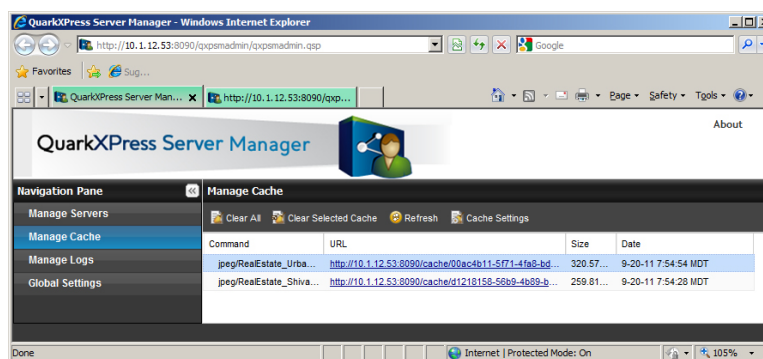 QuarkXPress Server Manager - Windows Internet Explorer
http://10.1.12.53:8090/qxpsmadmin/qxpsmadmin.qsp
Google
Favorites Sug...
QuarkXPress Server Man... http://10.1.12.53:8090/qxp... Page Safety Tools
About
QuarkXPress Server Manager
Navigation Pane Manage Cache
Manage Servers Clear All Clear Selected Cache Refresh Cache Settings
Manage Cache Command URL Size Date
jpeg/RealEstate_Urba... http://10.1.12.53:8090/cache/00ac4b11-5f71-4fa8-bd... 320.57... 9-20-11 7:54:54 MDT
Manage Logs
jpeg/RealEstate_Shiva... http://10.1.12.53:8090/cache/d1218158-56b9-4b89-b... 259.81... 9-20-11 7:54:28 MDT
Global Settings
Done Internet | Protected Mode: On 105%